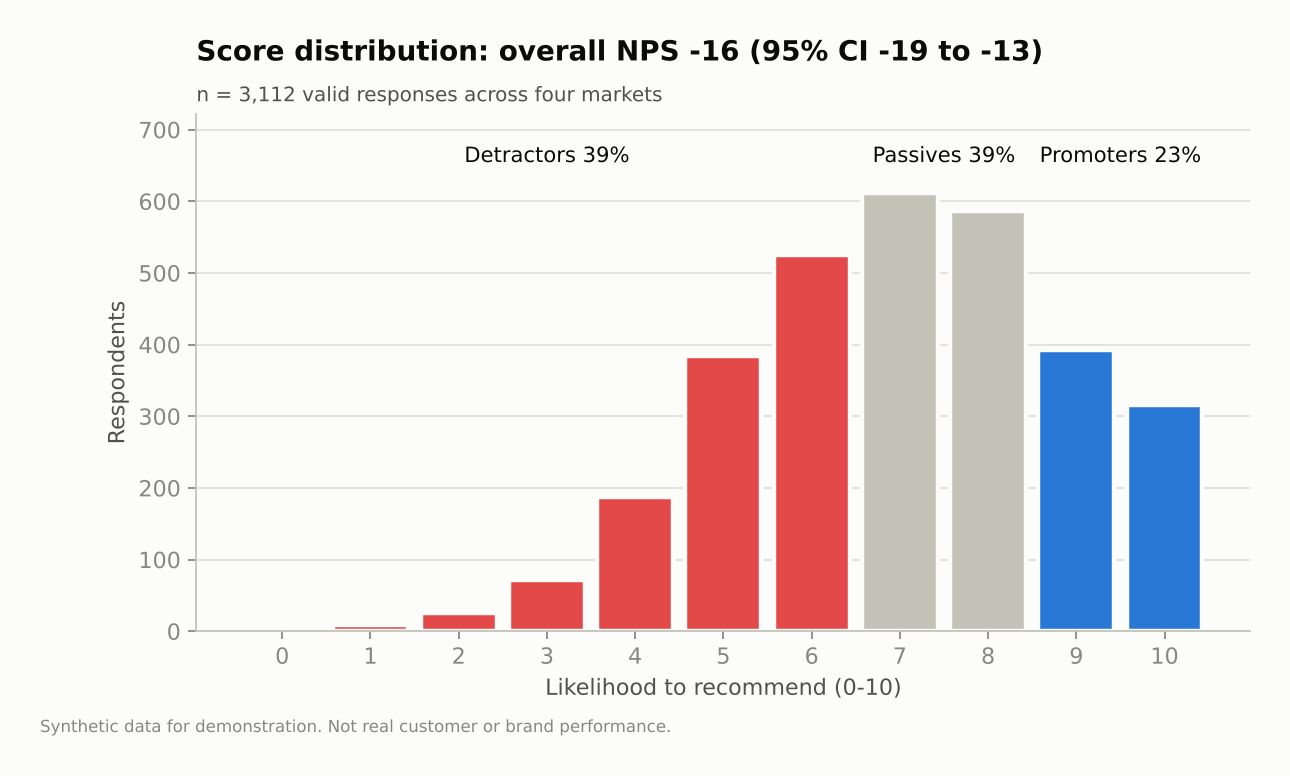 Score distribution: overall NPS -16 (95% CI -19 to -13)
n = 3,112 valid responses across four markets
Detractors 39% Passives 39% Promoters 23%
Respondents
700
600
500
400
300
200
100
0
0 1 2 3 4 5 6 7 8 9 10
Likelihood to recommend (0-10)
Synthetic data for demonstration. Not real customer or brand performance.